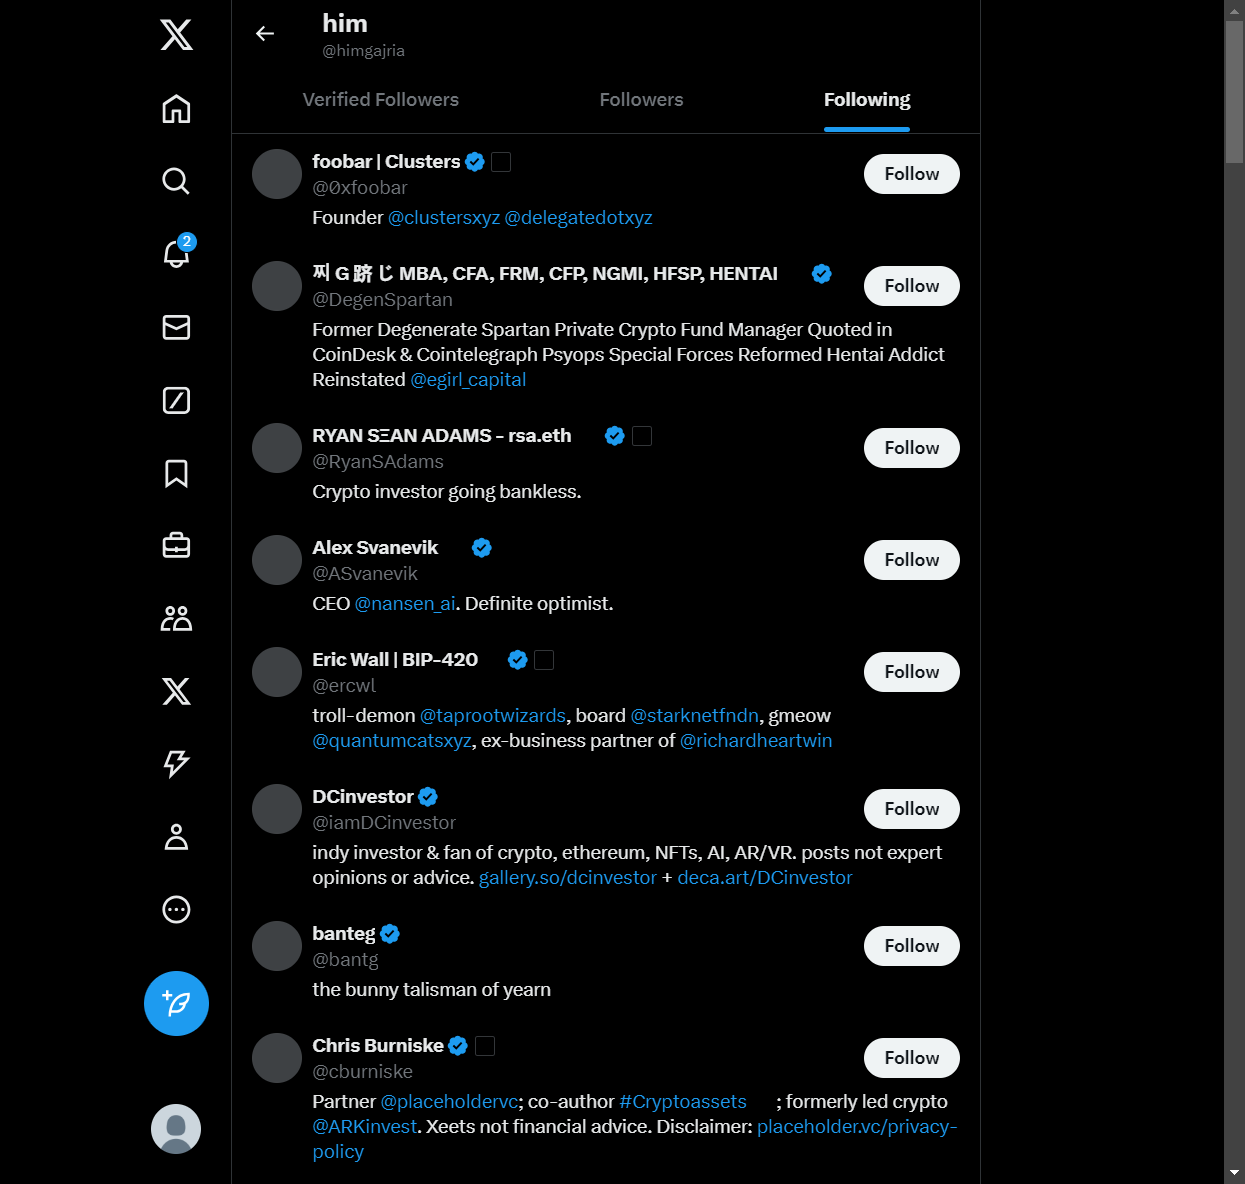 him
@himgajria
Verified Followers
Followers
Following
foobar | Clusters
@0xfoobar
Follow
Founder @clustersxyz @delegatedotxyz
2
찌 G 跻 じ MBA, CFA, FRM, CFP, NGMI, HFSP, HENTAI
@DegenSpartan
Follow
Former Degenerate Spartan Private Crypto Fund Manager Quoted in
CoinDesk & Cointelegraph Psyops Special Forces Reformed Hentai Addict
Reinstated @egirl_capital
RYAN SΞAN ADAMS - rsa.eth
@RyanSAdams
Follow
Crypto investor going bankless.
Alex Svanevik
@ASvanevik
Follow
CEO @nansen_ai. Definite optimist.
Eric Wall | BIP-420
@ercwl
Follow
troll-demon @taprootwizards, board @starknetfndn, gmeow
@quantumcatsxyz, ex-business partner of @richardheartwin
DCinvestor
@iamDCinvestor
Follow
indy investor & fan of crypto, ethereum, NFTs, AI, AR/VR. posts not expert
opinions or advice. gallery.so/dcinvestor + deca.art/DCinvestor
banteg
@bantg
Follow
the bunny talisman of yearn
Chris Burniske
@cburniske
Follow
Partner @placeholdervc; co-author #Cryptoassets ; formerly led crypto
@ARKinvest. Xeets not financial advice. Disclaimer: placeholder.vc/privacy-
policy